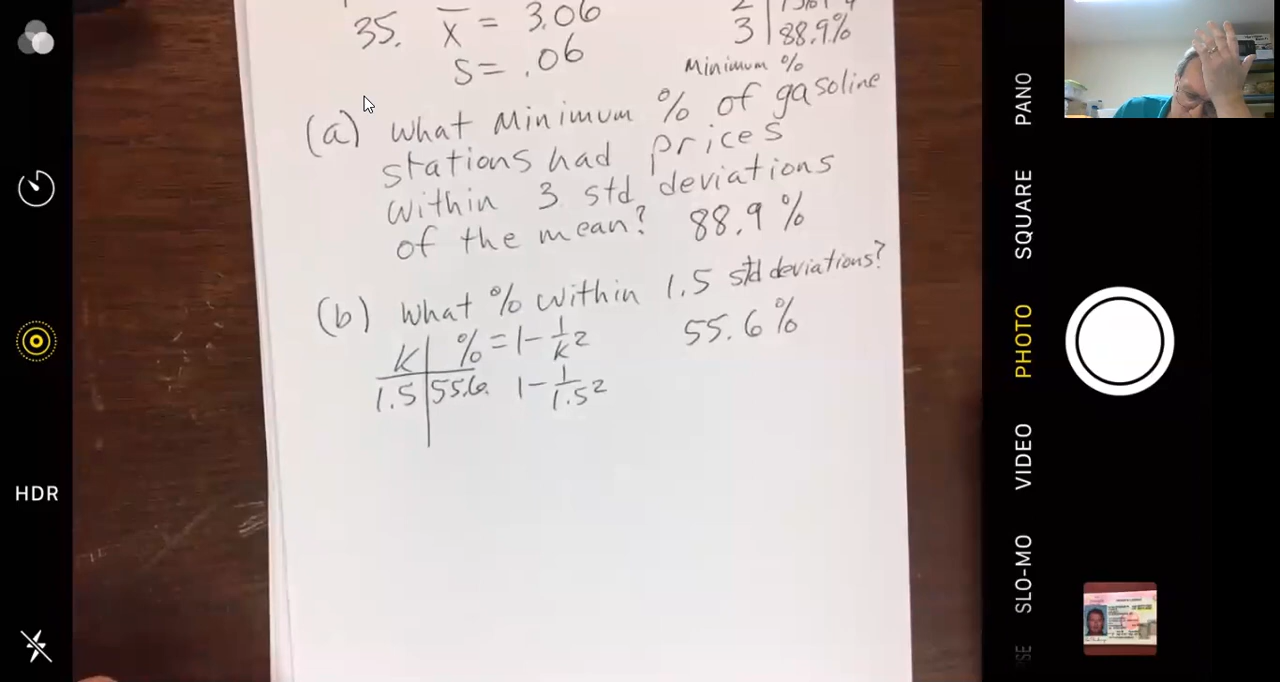 35. x̄ = 3.06
s = .06
3 | 88.9%
Minimum %
(a) What Minimum % of gasoline
stations had prices
within 3 std deviations
of the mean? 88.9%
(b) What % within 1.5 std deviations?
55.6%
K | % = 1 - 1/k²
1.5 | 55.6. 1 - 1/1.5²
HDR
PANO
SQUARE
PHOTO
VIDEO
SLO-MO